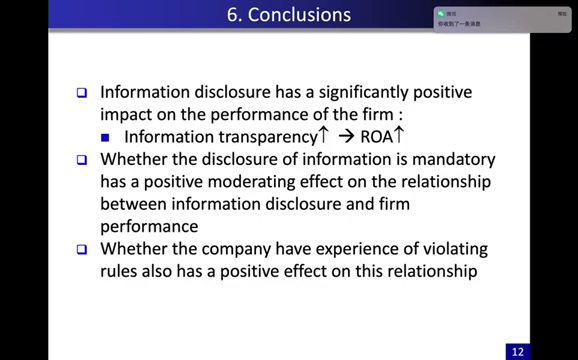 6. Conclusions
微信
你收到了一条消息
Information disclosure has a significantly positive
impact on the performance of the firm :
Information transparency↑ → ROA↑
Whether the disclosure of information is mandatory
has a positive moderating effect on the relationship
between information disclosure and firm
performance
Whether the company have experience of violating
rules also has a positive effect on this relationship
12